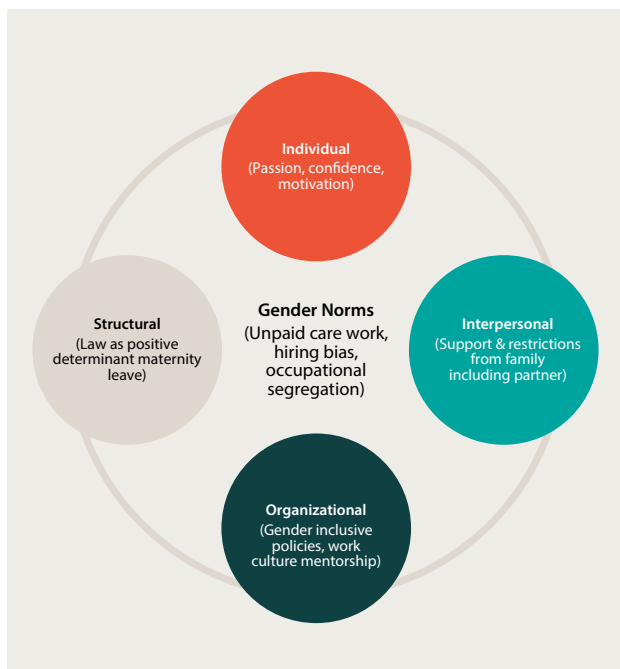 Individual
(Passion, confidence,
motivation)
Gender Norms
(Unpaid care work,
hiring bias,
occupational
segregation)
Structural
(Law as positive
determinant maternity
leave)
Interpersonal
(Support & restrictions
from family
including partner)
Organizational
(Gender inclusive
policies, work
culture mentorship)